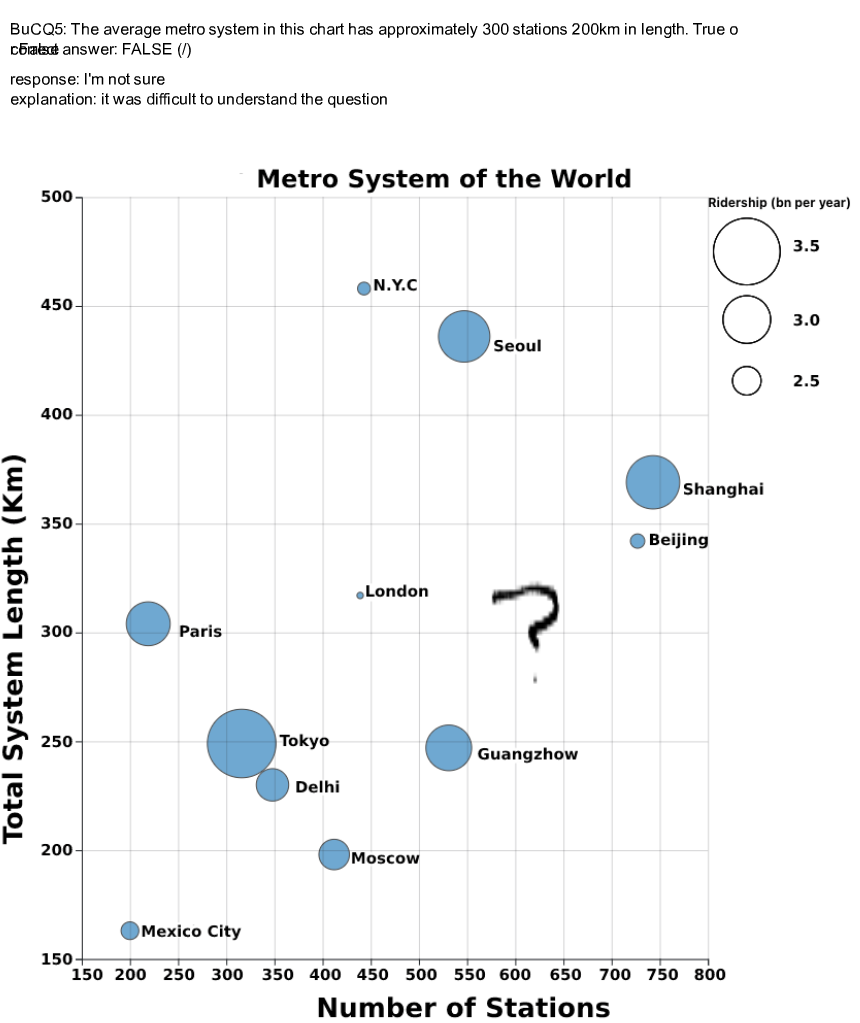 BuCQ5: The average metro system in this chart has approximately 300 stations 200km in length. True o
correct answer: FALSE (/)
response: I'm not sure
explanation: it was difficult to understand the question
Metro System of the World
Ridership (bn per year)
3.5
3.0
2.5
500
450
400
350
300
250
200
150
Total System Length (Km)
N.Y.C
Seoul
Shanghai
Beijing
London
?
Paris
Tokyo
Guangzhow
Delhi
Moscow
Mexico City
150 200 250 300 350 400 450 500 550 600 650 700 750 800
Number of Stations